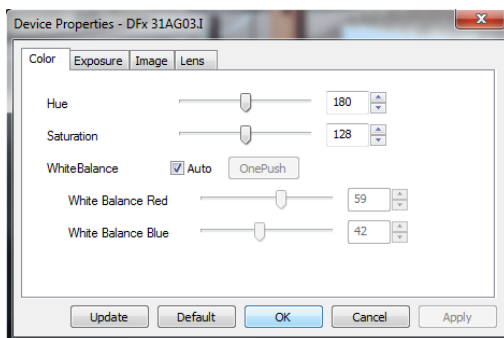 Device Properties - DFx 31AG03.I
Color Exposure Image Lens
Hue 180
Saturation 128
WhiteBalance Auto OnePush
White Balance Red 59
White Balance Blue 42
Update Default OK Cancel Apply